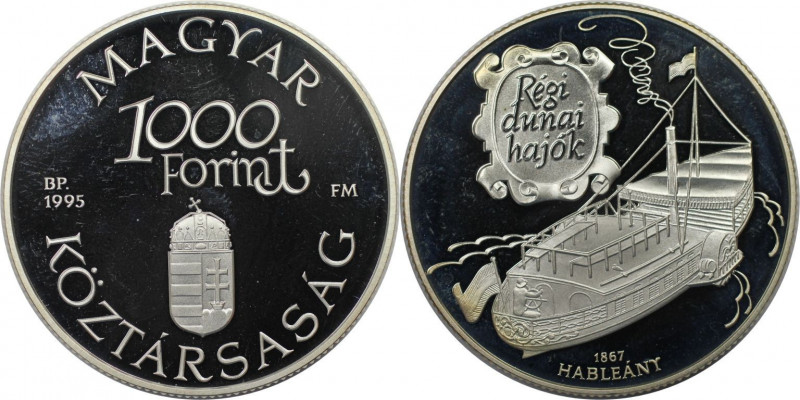 MAGYAR
1000
Forint
BP.
1995
FM
KÖZTÁRSASÁG
Régi
dunai
hajók
1867
HABLEÁNY